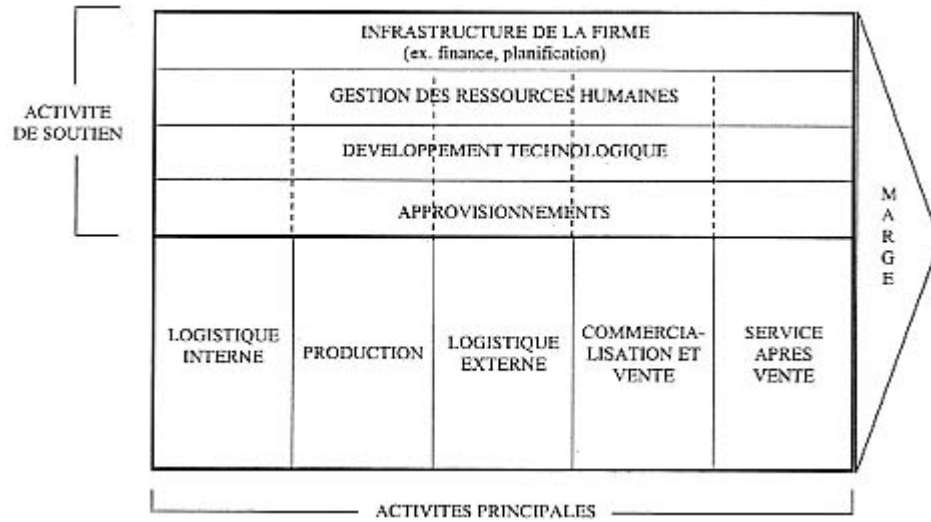 INFRASTRUCTURE DE LA FIRME
(ex. finance, planification)
GESTION DES RESSOURCES HUMAINES
ACTIVITE
DE SOUTIEN
DEVELOPPEMENT TECHNOLOGIQUE
APPROVISIONNEMENTS
MARGE
LOGISTIQUE
INTERNE
PRODUCTION
LOGISTIQUE
EXTERNE
COMMERCIA-
LISATION ET
VENTE
SERVICE
APRES
VENTE
ACTIVITES PRINCIPALES